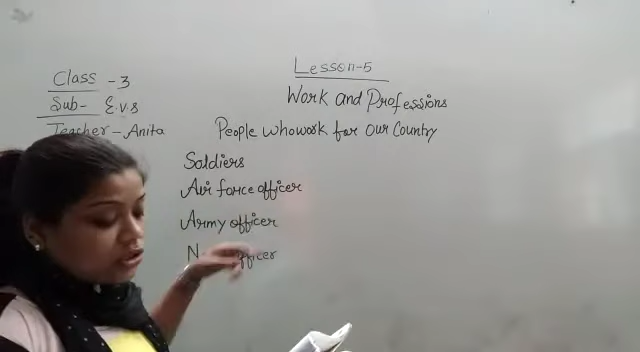 Class - 3
Sub- E.V.S
Teacher - Anita
Lesson-5
Work and Professions
People who work for our Country
Soldiers
Air force officer
Army officer
officer